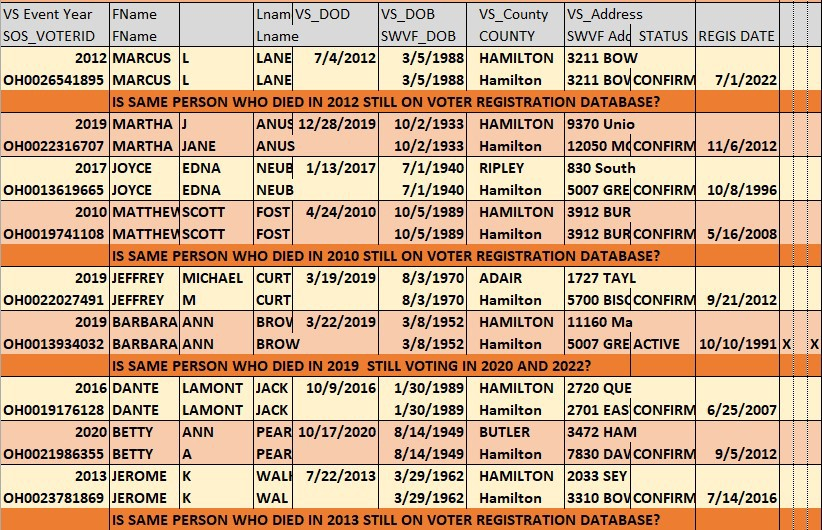 VS Event Year FName Lnam VS_DOD VS_DOB VS_County VS_Address
SOS_VOTERID FName Lname SWVF_DOB COUNTY SWVF Add STATUS REGIS DATE
2012 MARCUS L LANE 7/4/2012 3/5/1988 HAMILTON 3211 BOW
OH0026541895 MARCUS L LANE 3/5/1988 Hamilton 3211 BOW CONFIRM 7/1/2022
IS SAME PERSON WHO DIED IN 2012 STILL ON VOTER REGISTRATION DATABASE?
2019 MARTHA J ANUS 12/28/2019 10/2/1933 HAMILTON 9370 Unio
OH0022316707 MARTHA JANE ANUS 10/2/1933 Hamilton 12050 MO CONFIRM 11/6/2012
2017 JOYCE EDNA NEUB 1/13/2017 7/1/1940 RIPLEY 830 South
OH0013619665 JOYCE EDNA NEUB 7/1/1940 Hamilton 5007 GRE CONFIRM 10/8/1996
2010 MATTHEW SCOTT FOST 4/24/2010 10/5/1989 HAMILTON 3912 BUR
OH0019741108 MATTHEW SCOTT FOST 10/5/1989 Hamilton 3912 BUR CONFIRM 5/16/2008
IS SAME PERSON WHO DIED IN 2010 STILL ON VOTER REGISTRATION DATABASE?
2019 JEFFREY MICHAEL CURT 3/19/2019 8/3/1970 ADAIR 1727 TAYL
OH0022027491 JEFFREY M CURT 8/3/1970 Hamilton 5700 BISC CONFIRM 9/21/2012
2019 BARBARA ANN BROW 3/22/2019 3/8/1952 HAMILTON 11160 Ma
OH0013934032 BARBARA ANN BROW 3/8/1952 Hamilton 5007 GRE ACTIVE 10/10/1991 X X
IS SAME PERSON WHO DIED IN 2019 STILL VOTING IN 2020 AND 2022?
2016 DANTE LAMONT JACK 10/9/2016 1/30/1989 HAMILTON 2720 QUE
OH0019176128 DANTE LAMONT JACK 1/30/1989 Hamilton 2701 EAS CONFIRM 6/25/2007
2020 BETTY ANN PEAR 10/17/2020 8/14/1949 BUTLER 3472 HAM
OH0021986355 BETTY A PEAR 8/14/1949 Hamilton 7830 DAV CONFIRM 9/5/2012
2013 JEROME K WALK 7/22/2013 3/29/1962 HAMILTON 2033 SEY
OH0023781869 JEROME K WAL 3/29/1962 Hamilton 3310 BOW CONFIRM 7/14/2016
IS SAME PERSON WHO DIED IN 2013 STILL ON VOTER REGISTRATION DATABASE?